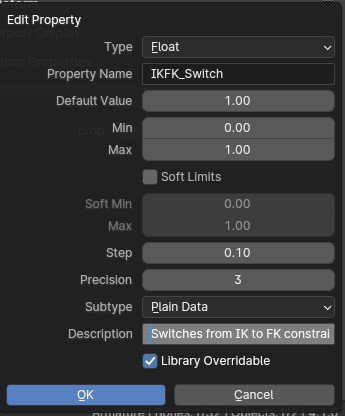 Edit Property
Type Float
Property Name IKFK_Switch
Default Value 1.00
Min 0.00
Max 1.00
Soft Limits
Soft Min 0.00
Max 1.00
Step 0.10
Precision 3
Subtype Plain Data
Description Switches from IK to FK constrai
Library Overridable
OK Cancel